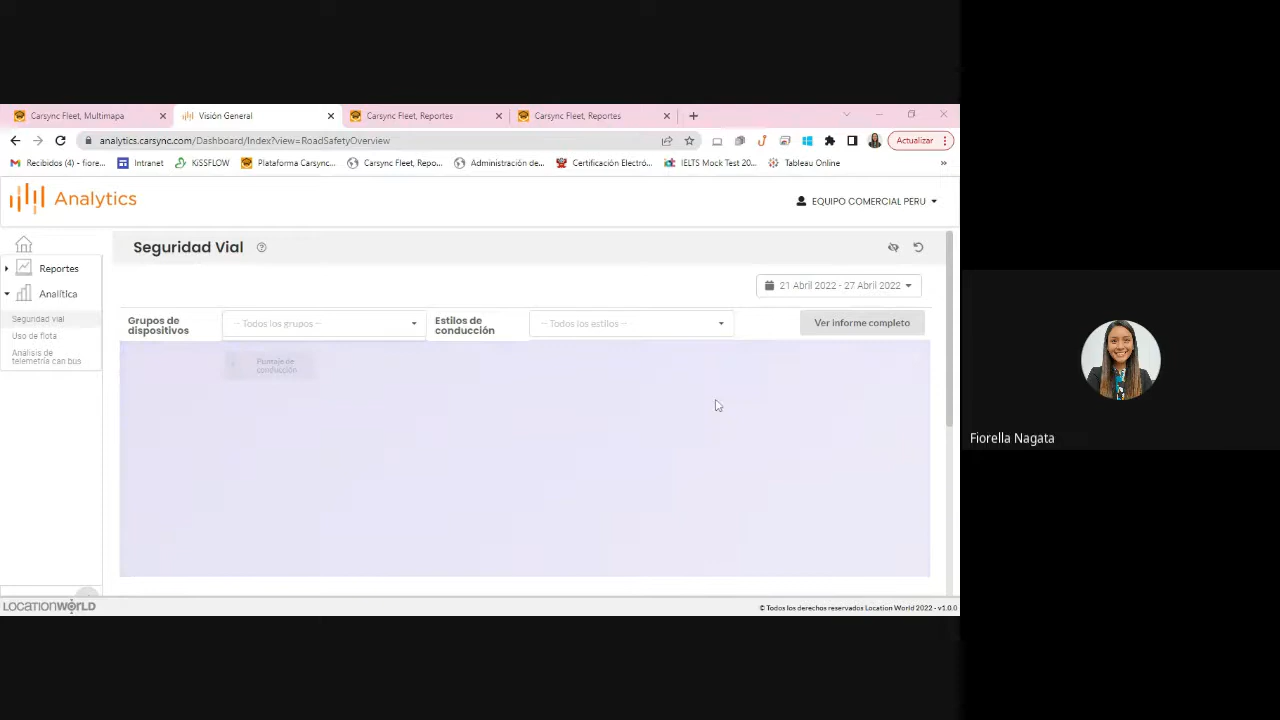 Carsync Fleet, Multimapa
Visión General
Carsync Fleet, Reportes
Carsync Fleet, Reportes
analytics.carsync.com/Dashboard/Index?view=RoadSafetyOverview
Actualizar
Recibidos (4) - fiore...
Intranet
KiSSFLOW
Plataforma Carsync...
Carsync Fleet, Repo...
Administración de...
Certificación Electró...
IELTS Mock Test 20...
Tableau Online
»
Analytics
EQUIPO COMERCIAL PERU
Seguridad Vial
Reportes
Analítica
Seguridad vial
Uso de flota
Análisis de
telemetría can bus
21 Abril 2022 - 27 Abril 2022
Grupos de
dispositivos
-- Todos los grupos --
Estilos de
conducción
-- Todos los estilos --
Ver informe completo
Puntaje de
conducción
Fiorella Nagata
LOCATIONWORLD
© Todos los derechos reservados Location World 2022 - v1.0.0